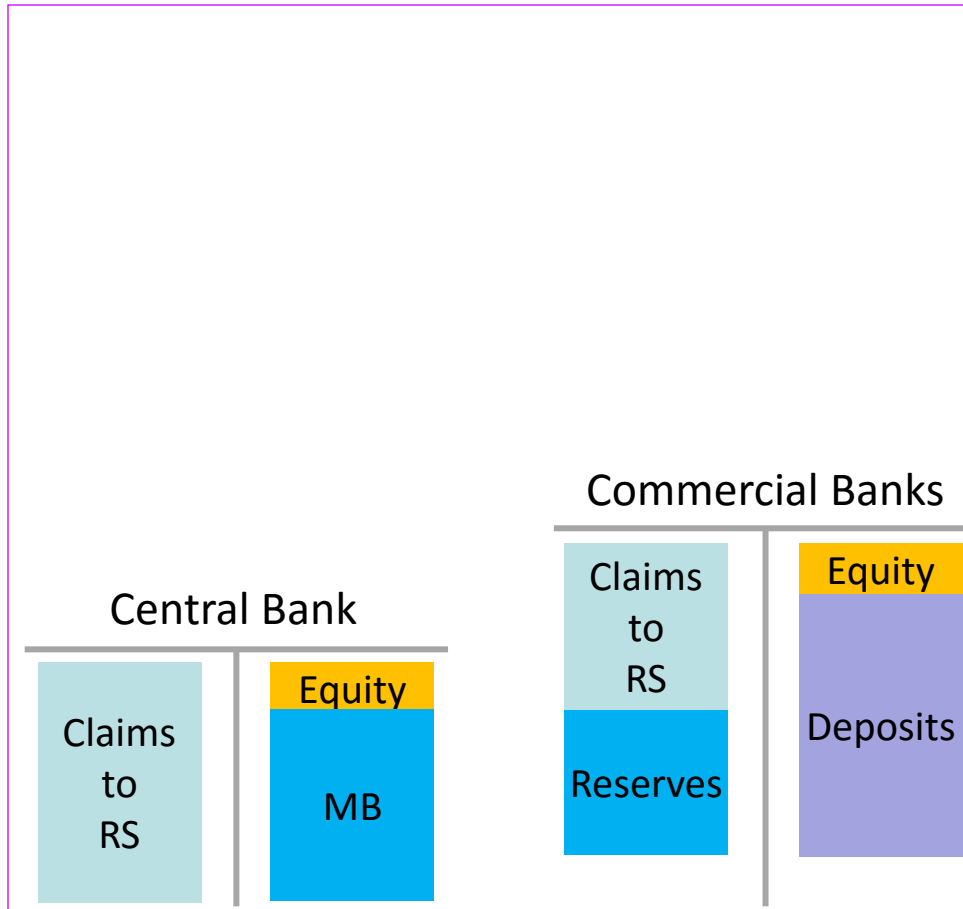 Commercial Banks
Claims
to
RS
Equity
Reserves
Deposits
Central Bank
Claims
to
RS
Equity
MB